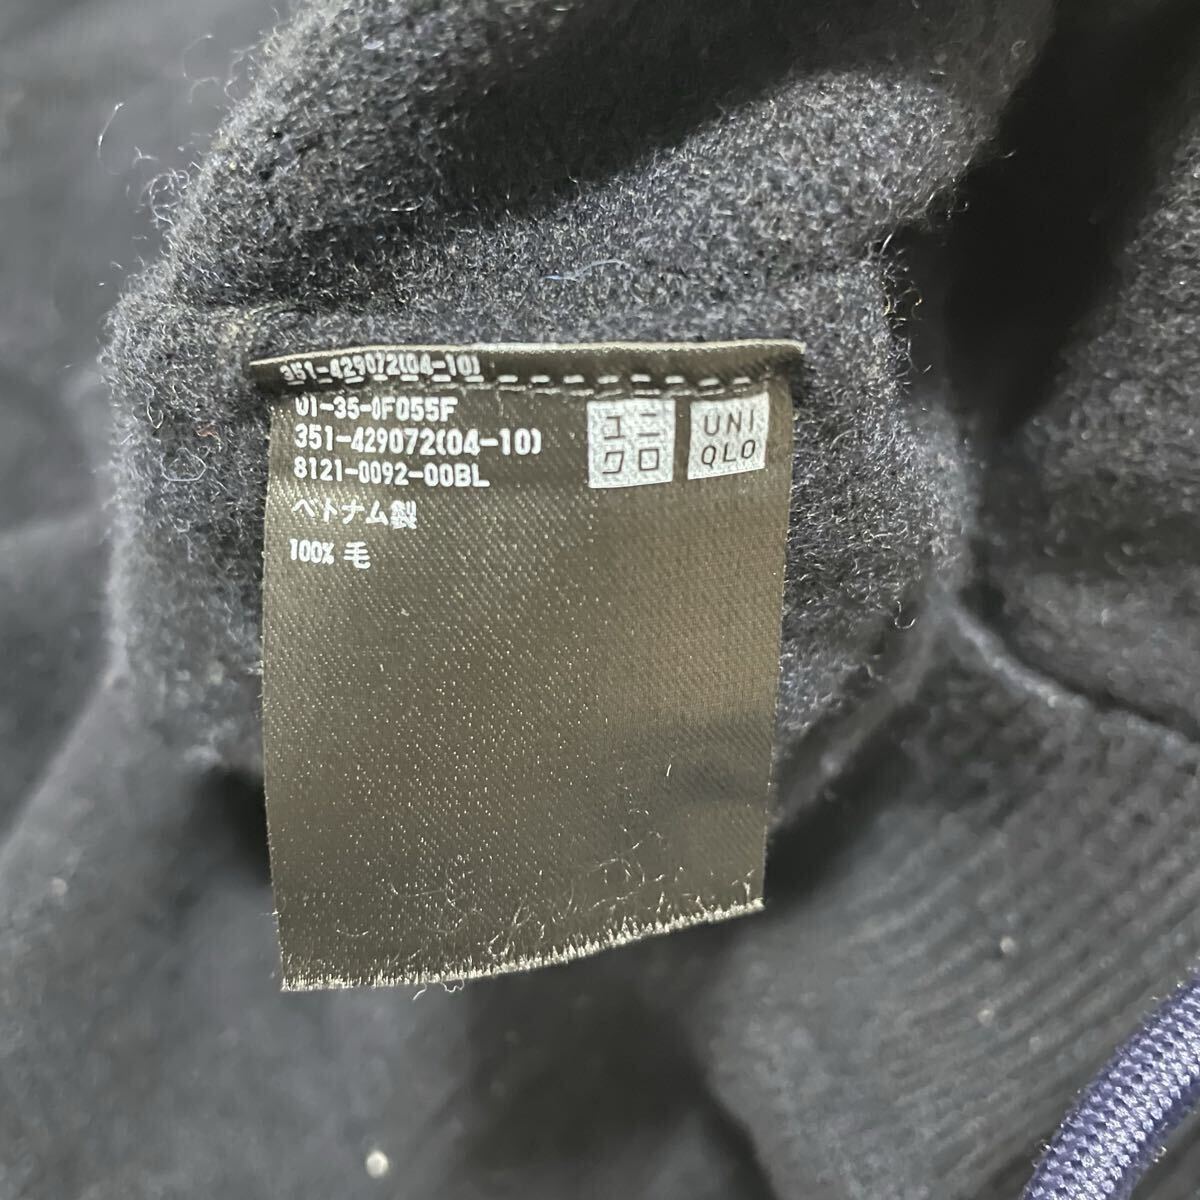 351-429072(04-10)
01-35-0F055F
351-429072(04-10)
8121-0092-00BL
ベトナム製
100% 毛
ユニ
クロ
UNI
QLO